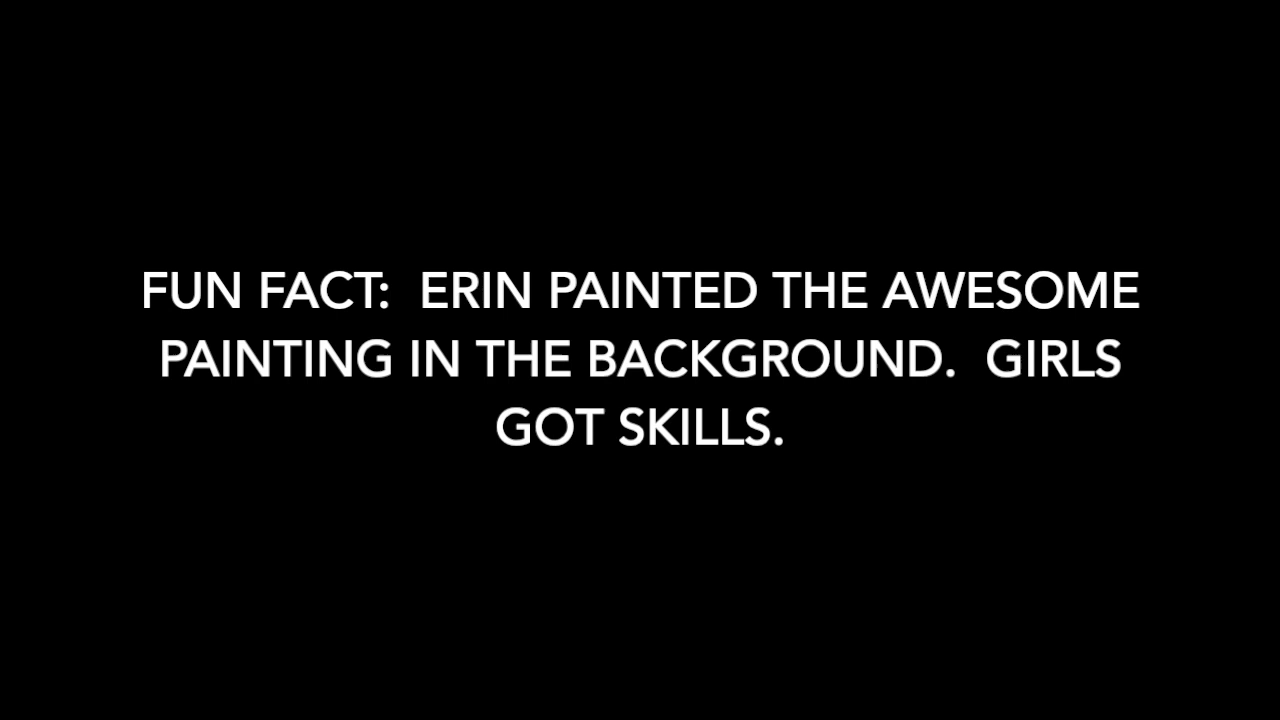 FUN FACT:  ERIN PAINTED THE AWESOME
PAINTING IN THE BACKGROUND.  GIRLS
GOT SKILLS.